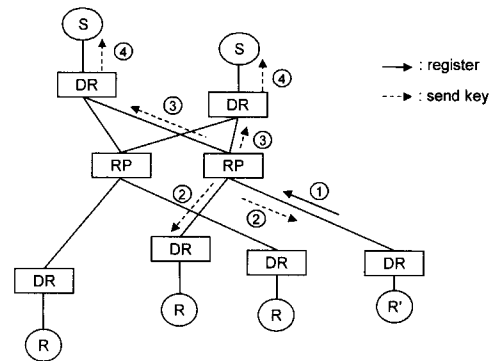 S
④
S
④
DR
DR
: register
: send key
③
③
RP
RP
②
②
①
DR
DR
DR
DR
R
R
R'
R